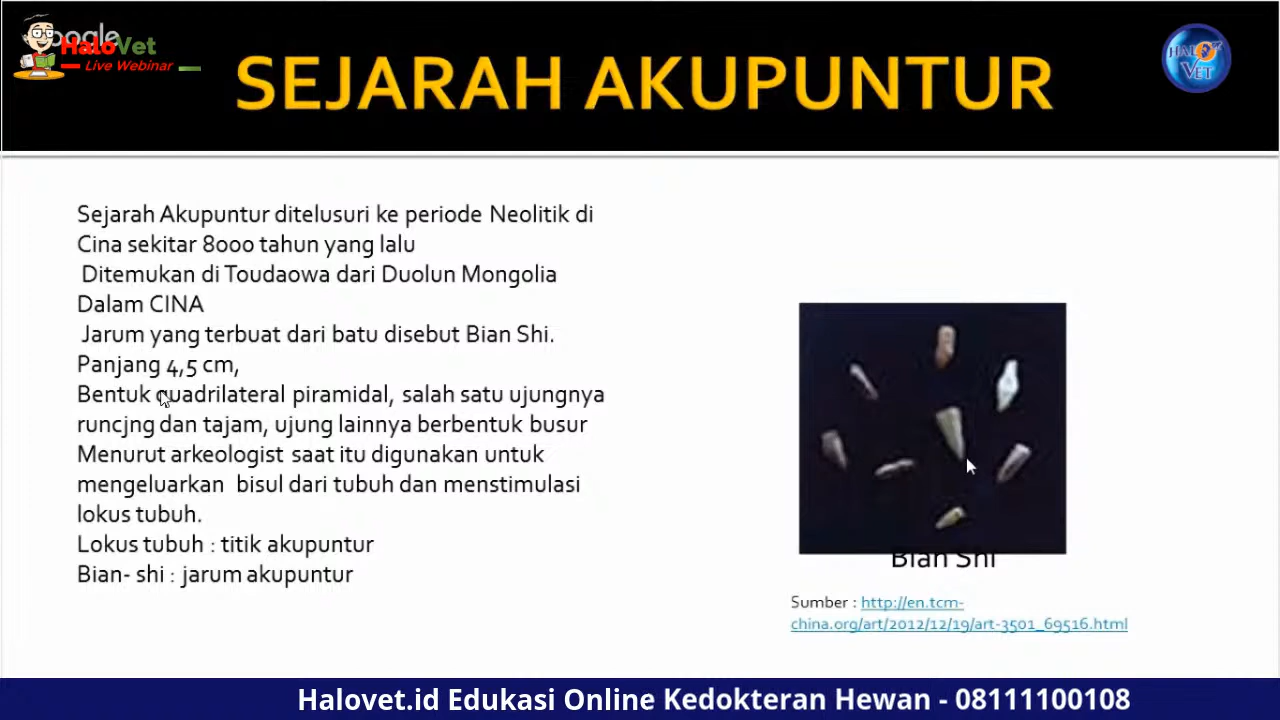 Google
HaloVet
Live Webinar
SEJARAH AKUPUNTUR
HALO
VET
Sejarah Akupuntur ditelusuri ke periode Neolitik di
Cina sekitar 8000 tahun yang lalu
Ditemukan di Toudaowa dari Duolun Mongolia
Dalam CINA
Jarum yang terbuat dari batu disebut Bian Shi.
Panjang 4,5 cm,
Bentuk quadrilateral piramidal, salah satu ujungnya
runcjng dan tajam, ujung lainnya berbentuk busur
Menurut arkeologist saat itu digunakan untuk
mengeluarkan bisul dari tubuh dan menstimulasi
lokus tubuh.
Lokus tubuh : titik akupuntur
Bian- shi : jarum akupuntur
Bian Shi
Sumber : http://en.tcm-
china.org/art/2012/12/19/art-3501_69516.html
Halovet.id Edukasi Online Kedokteran Hewan - 08111100108